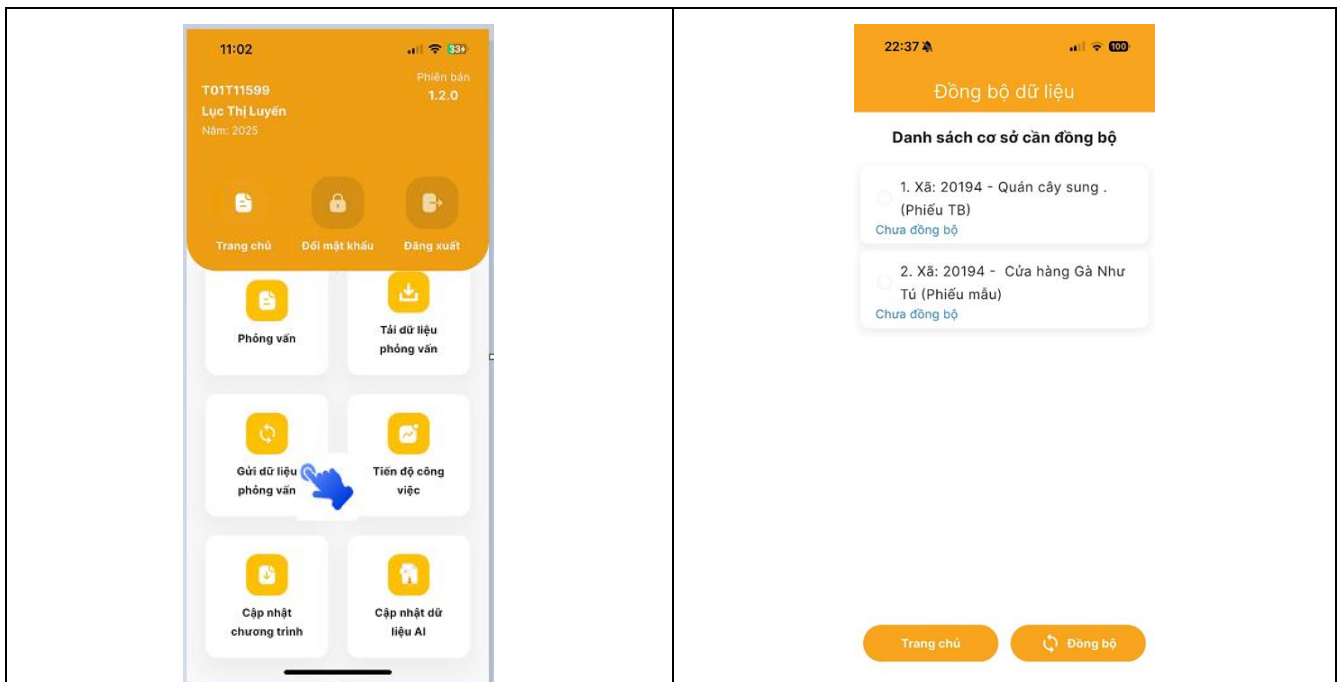 11:02
33
Phiên bản
T01T11599
1.2.0
Lục Thị Luyến
Năm: 2025
Trang chủ
Đổi mật khẩu
Đăng xuất
Phỏng vấn
Tải dữ liệu
phỏng vấn
Gửi dữ liệu
phỏng vấn
Tiến độ công
việc
Cập nhật
chương trình
Cập nhật dữ
liệu AI
22:37
100
Đồng bộ dữ liệu
Danh sách cơ sở cần đồng bộ
1. Xã: 20194 - Quán cây sung .
(Phiếu TB)
Chưa đồng bộ
2. Xã: 20194 - Cửa hàng Gà Như
Tú (Phiếu mẫu)
Chưa đồng bộ
Trang chủ
Đồng bộ